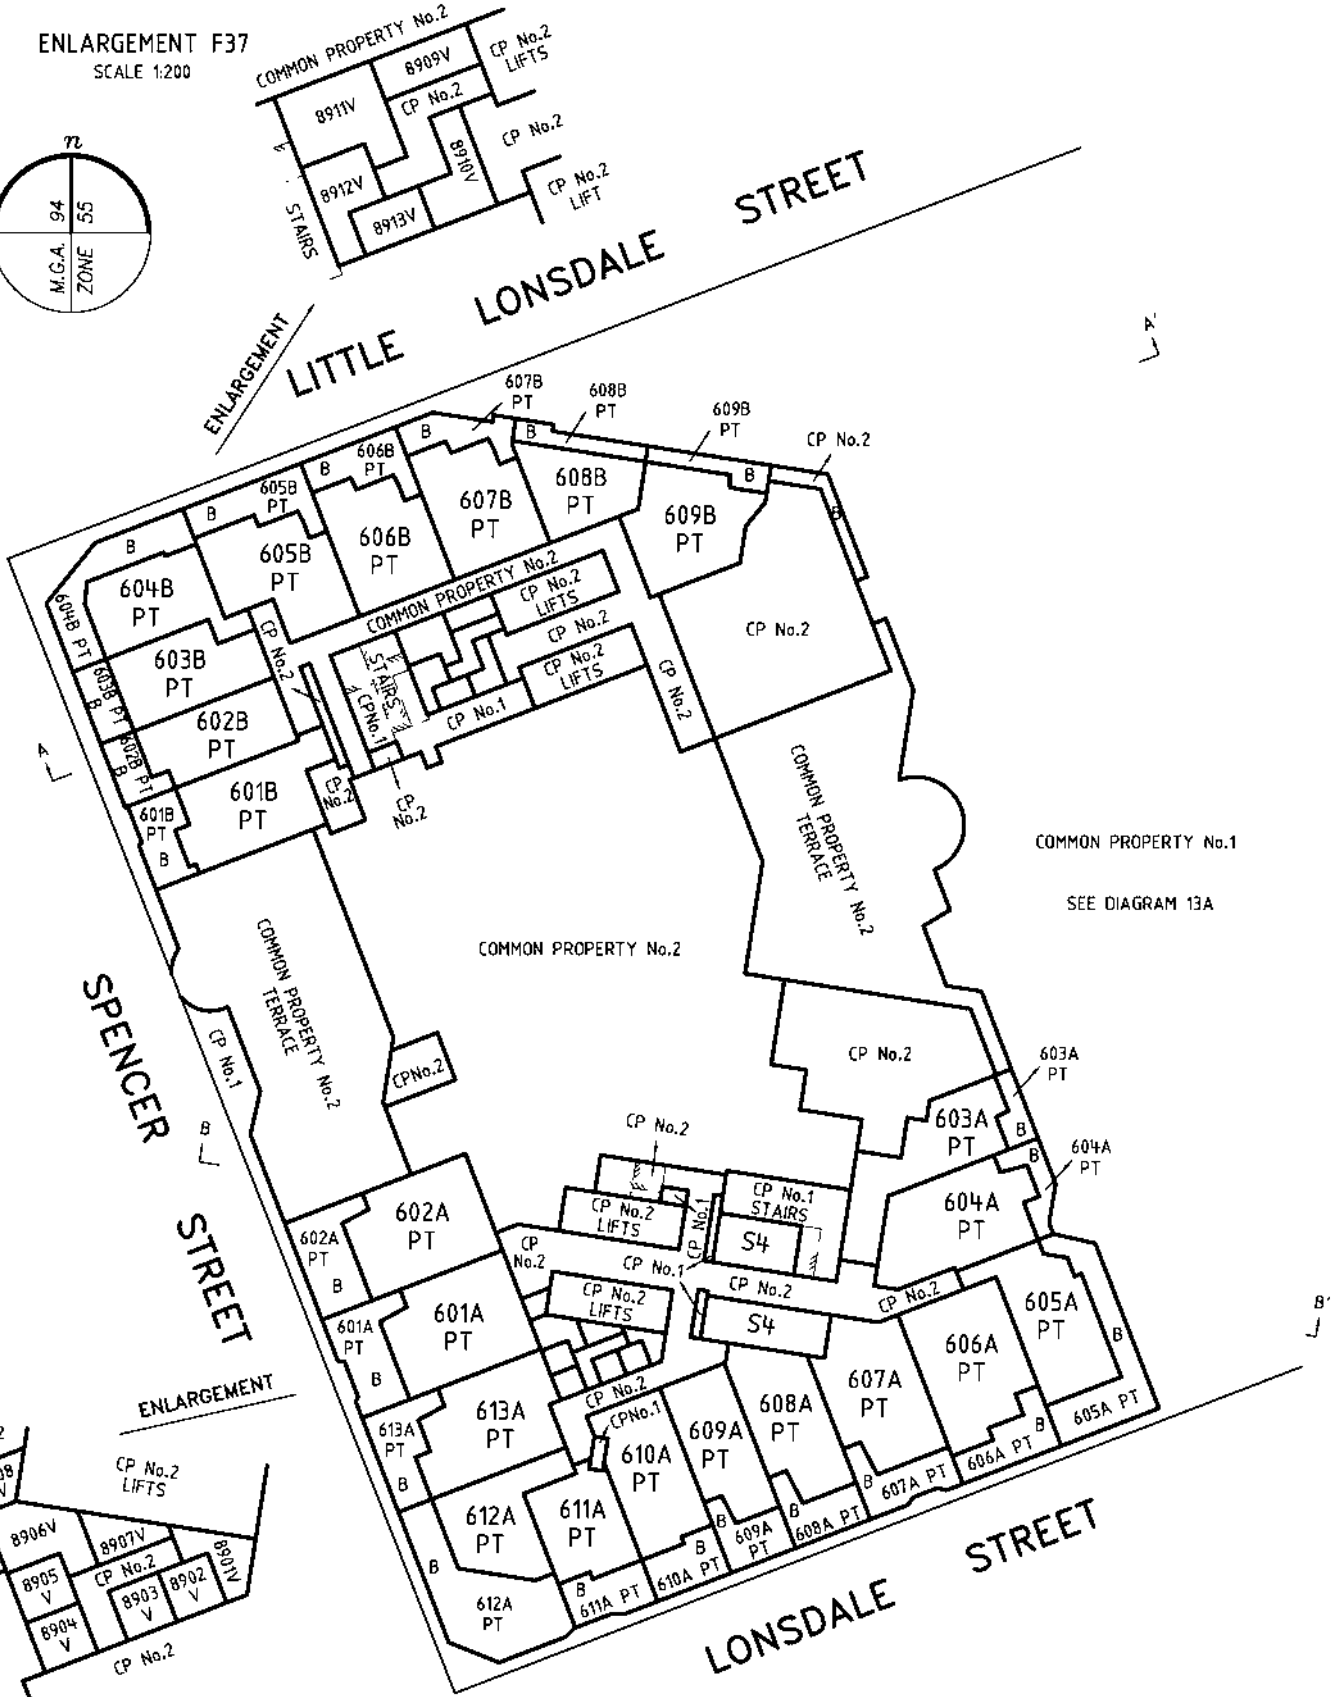 ENLARGEMENT F37
SCALE 1:200
COMMON PROPERTY No.2
8909V
CP No.2
LIFTS
8911V
CP No.2
CP No.2
8910V
8912V
CP No.2
LIFT
8913V
STAIRS
n
M.G.A. 94
ZONE 55
ENLARGEMENT
LITTLE LONSDALE STREET
A'
607B
PT
608B
PT
609B
PT
CP No.2
B
B
606B
PT
B
B
605B
PT
B
B
608B
PT
607B
PT
609B
PT
B
606B
PT
605B
PT
B
604B
PT
604B PT
COMMON PROPERTY No.2
CP No.2
LIFTS
CP No.2
CP No.2
LIFTS
CP No.2
CP No.2
603B
PT
603B PT
B
CP No.2
STAIRS
CPNo.1
CP No.1
602B
PT
602B PT
B
A
601B
PT
601B
PT
B
CP
No.2
CP
No.2
COMMON PROPERTY No.2
TERRACE
COMMON PROPERTY No.1
SEE DIAGRAM 13A
COMMON PROPERTY No.2
COMMON PROPERTY No.2
TERRACE
SPENCER STREET
CP No.1
CPNo.2
CP No.2
603A
PT
603A
PT
B
B
604A
PT
604A
PT
B
CP No.2
CP No.1
STAIRS
CP No.2
LIFTS
CP No.1
S4
CP No.1
CP No.2
CP No.2
602A
PT
602A
PT
B
CP
No.2
CP No.2
LIFTS
S4
601A
PT
601A
PT
B
605A
PT
B
606A
PT
607A
PT
608A
PT
609A
PT
CP No.2
CPNo.1
610A
PT
613A
PT
613A
PT
B
611A
PT
612A
PT
B
612A
PT
B
611A PT
B
610A PT
B
609A
PT
B
608A PT
B
607A PT
606A PT
B
605A PT
B'
LONSDALE STREET
ENLARGEMENT
CP No.2
LIFTS
8906V
8907V
CP No.2
8901V
8905
V
8903
V
8902
V
8904
V
CP No.2